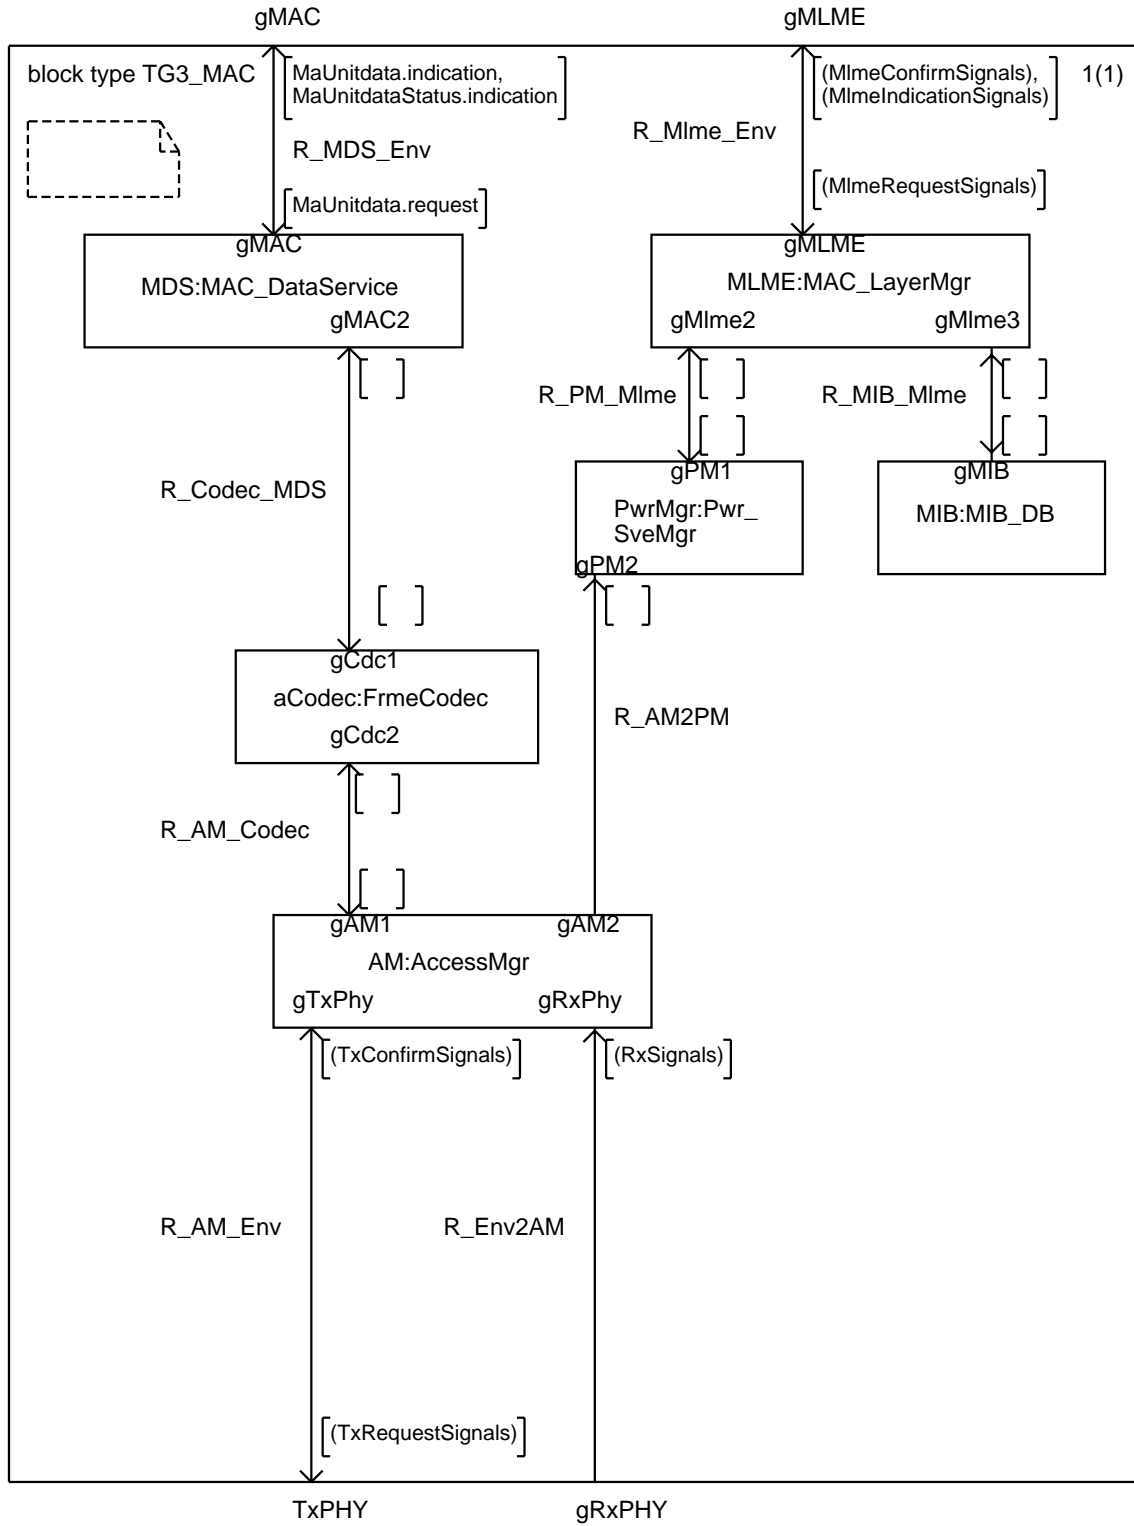 gMAC
gMLME
block type TG3_MAC
MaUnitdata.indication,
MaUnitdataStatus.indication
(MlmeConfirmSignals),
(MlmeIndicationSignals)
1(1)
R_MDS_Env
R_Mlme_Env
MaUnitdata.request
(MlmeRequestSignals)
gMAC
MDS:MAC_DataService
gMAC2
gMLME
MLME:MAC_LayerMgr
gMlme2
gMlme3
R_PM_Mlme
R_MIB_Mlme
R_Codec_MDS
gPM1
PwrMgr:Pwr_
SveMgr
gPM2
gMIB
MIB:MIB_DB
gCdc1
aCodec:FrmeCodec
gCdc2
R_AM2PM
R_AM_Codec
gAM1
gAM2
AM:AccessMgr
gTxPhy
gRxPhy
(TxConfirmSignals)
(RxSignals)
R_AM_Env
R_Env2AM
(TxRequestSignals)
TxPHY
gRxPHY